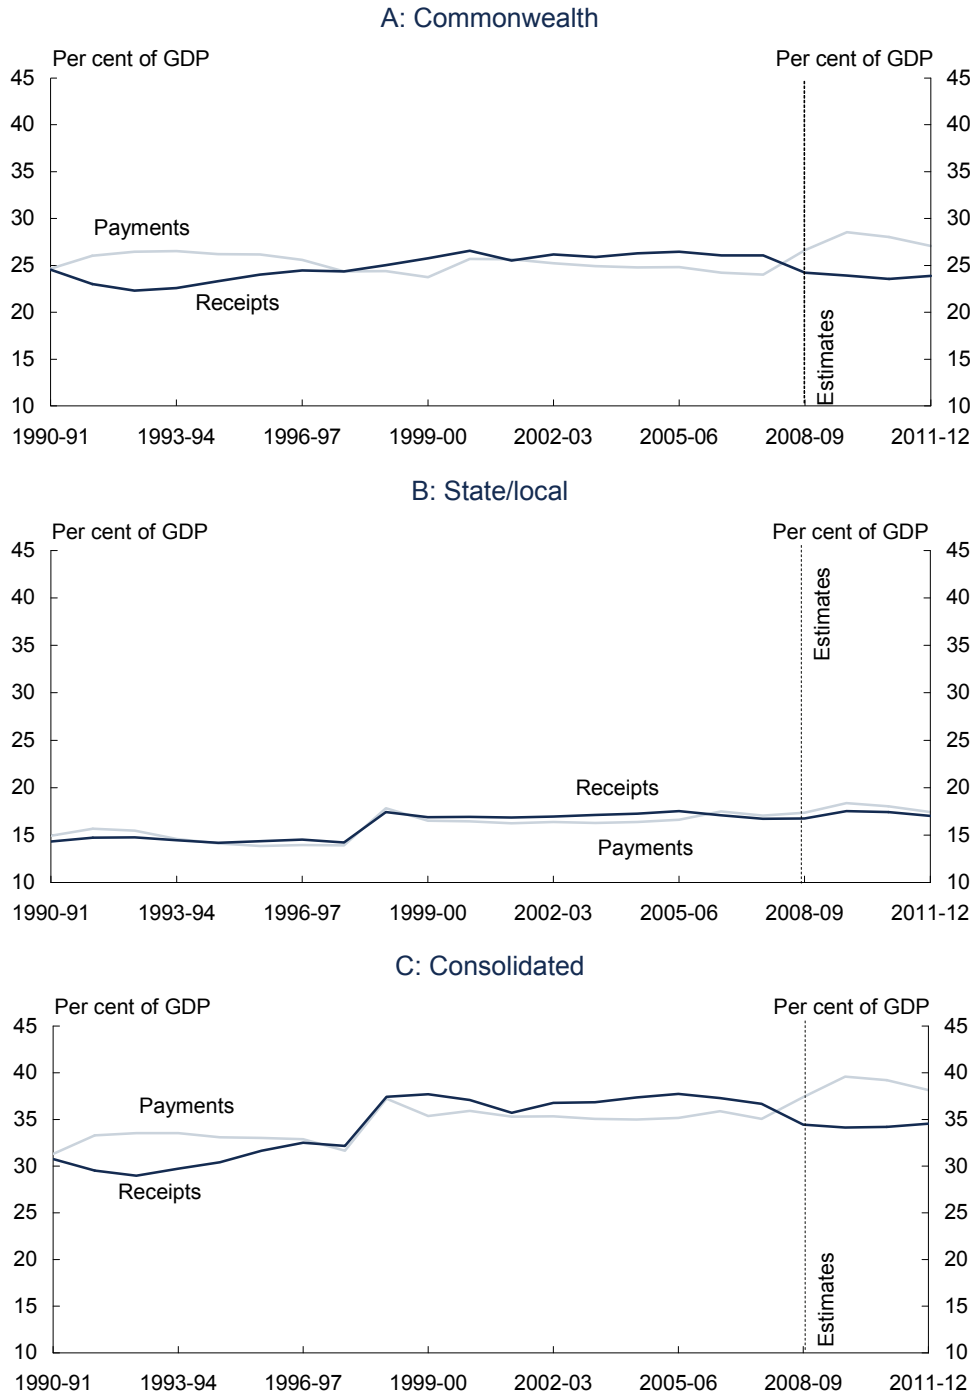 A: Commonwealth
Per cent of GDP Per cent of GDP
45 45
40 40
35 35
30 30
Payments
25 25
Receipts
20 20
Estimates
15 15
10 10
1990-91 1993-94 1996-97 1999-00 2002-03 2005-06 2008-09 2011-12
B: State/local
Per cent of GDP Per cent of GDP
45 45
40 40
Estimates
35 35
30 30
25 25
20 20
Receipts
15 15
Payments
10 10
1990-91 1993-94 1996-97 1999-00 2002-03 2005-06 2008-09 2011-12
C: Consolidated
Per cent of GDP Per cent of GDP
45 45
40 40
Payments
35 35
30 30
Receipts
25 25
20 20
15 15
Estimates
10 10
1990-91 1993-94 1996-97 1999-00 2002-03 2005-06 2008-09 2011-12